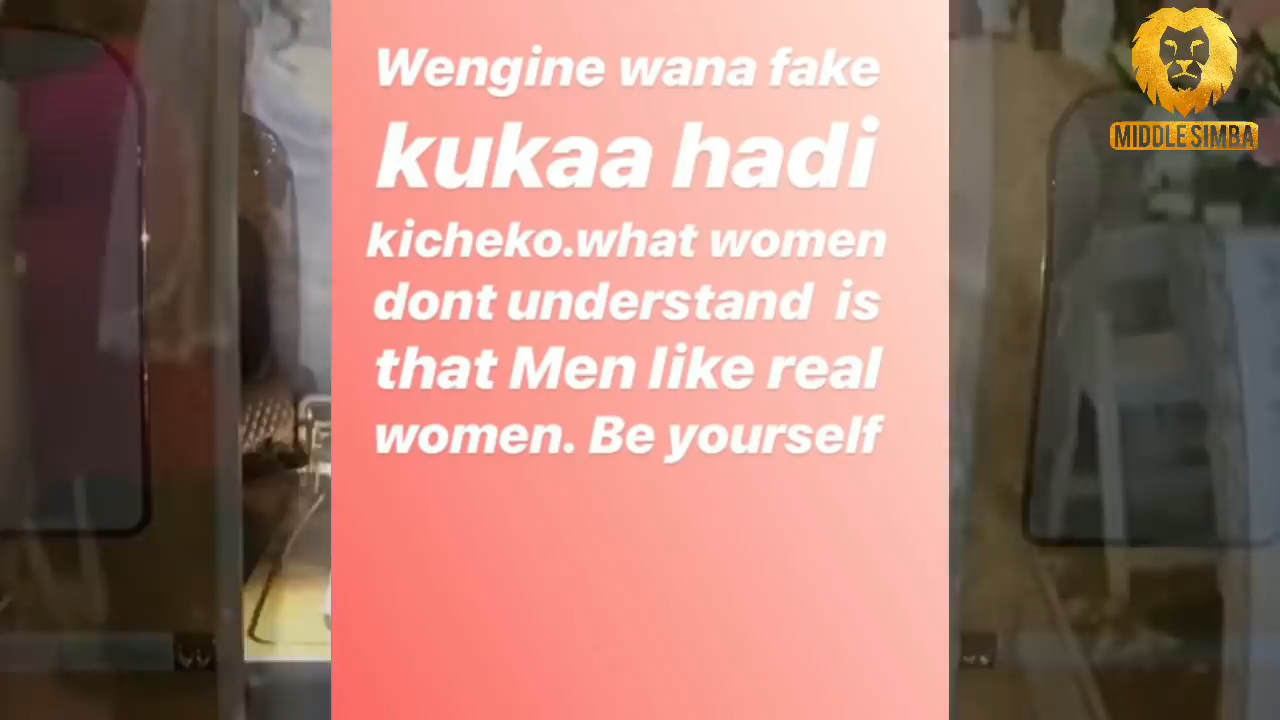 Wengine wana fake
kukaa hadi
kicheko.what women
dont understand is
that Men like real
women. Be yourself
MIDDLE SIMBA